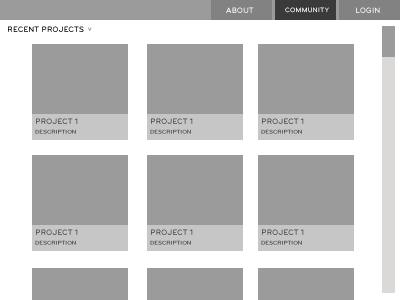 ABOUT COMMUNITY LOGIN
RECENT PROJECTS ˅
PROJECT 1 PROJECT 1 PROJECT 1
DESCRIPTION DESCRIPTION DESCRIPTION
PROJECT 1 PROJECT 1 PROJECT 1
DESCRIPTION DESCRIPTION DESCRIPTION